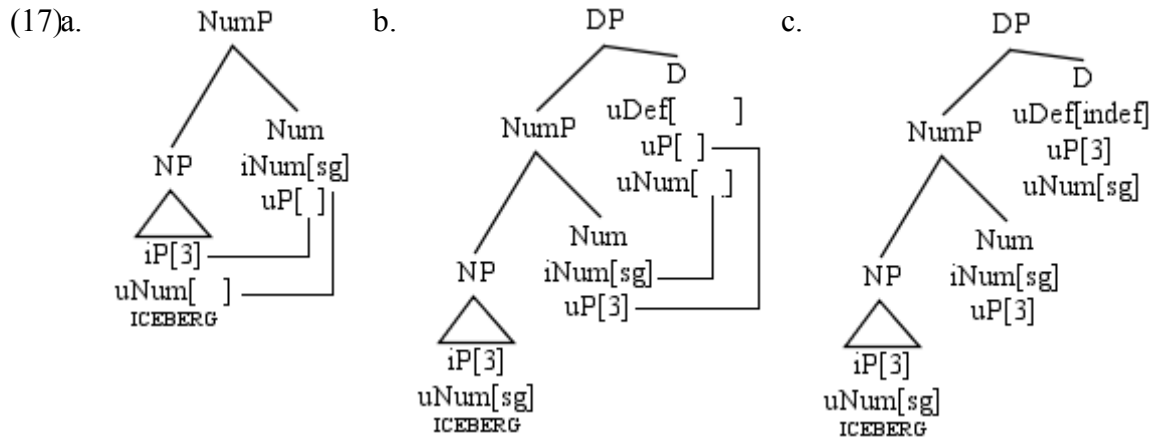 (17)a.
NumP
Num
iNum[sg]
uP[ ]
NP
iP[3]
uNum[ ]
ICEBERG
b.
DP
D
uDef[ ]
uP[ ]
uNum[ ]
NumP
Num
iNum[sg]
uP[3]
NP
iP[3]
uNum[sg]
ICEBERG
c.
DP
D
uDef[indef]
uP[3]
uNum[sg]
NumP
Num
iNum[sg]
uP[3]
NP
iP[3]
uNum[sg]
ICEBERG